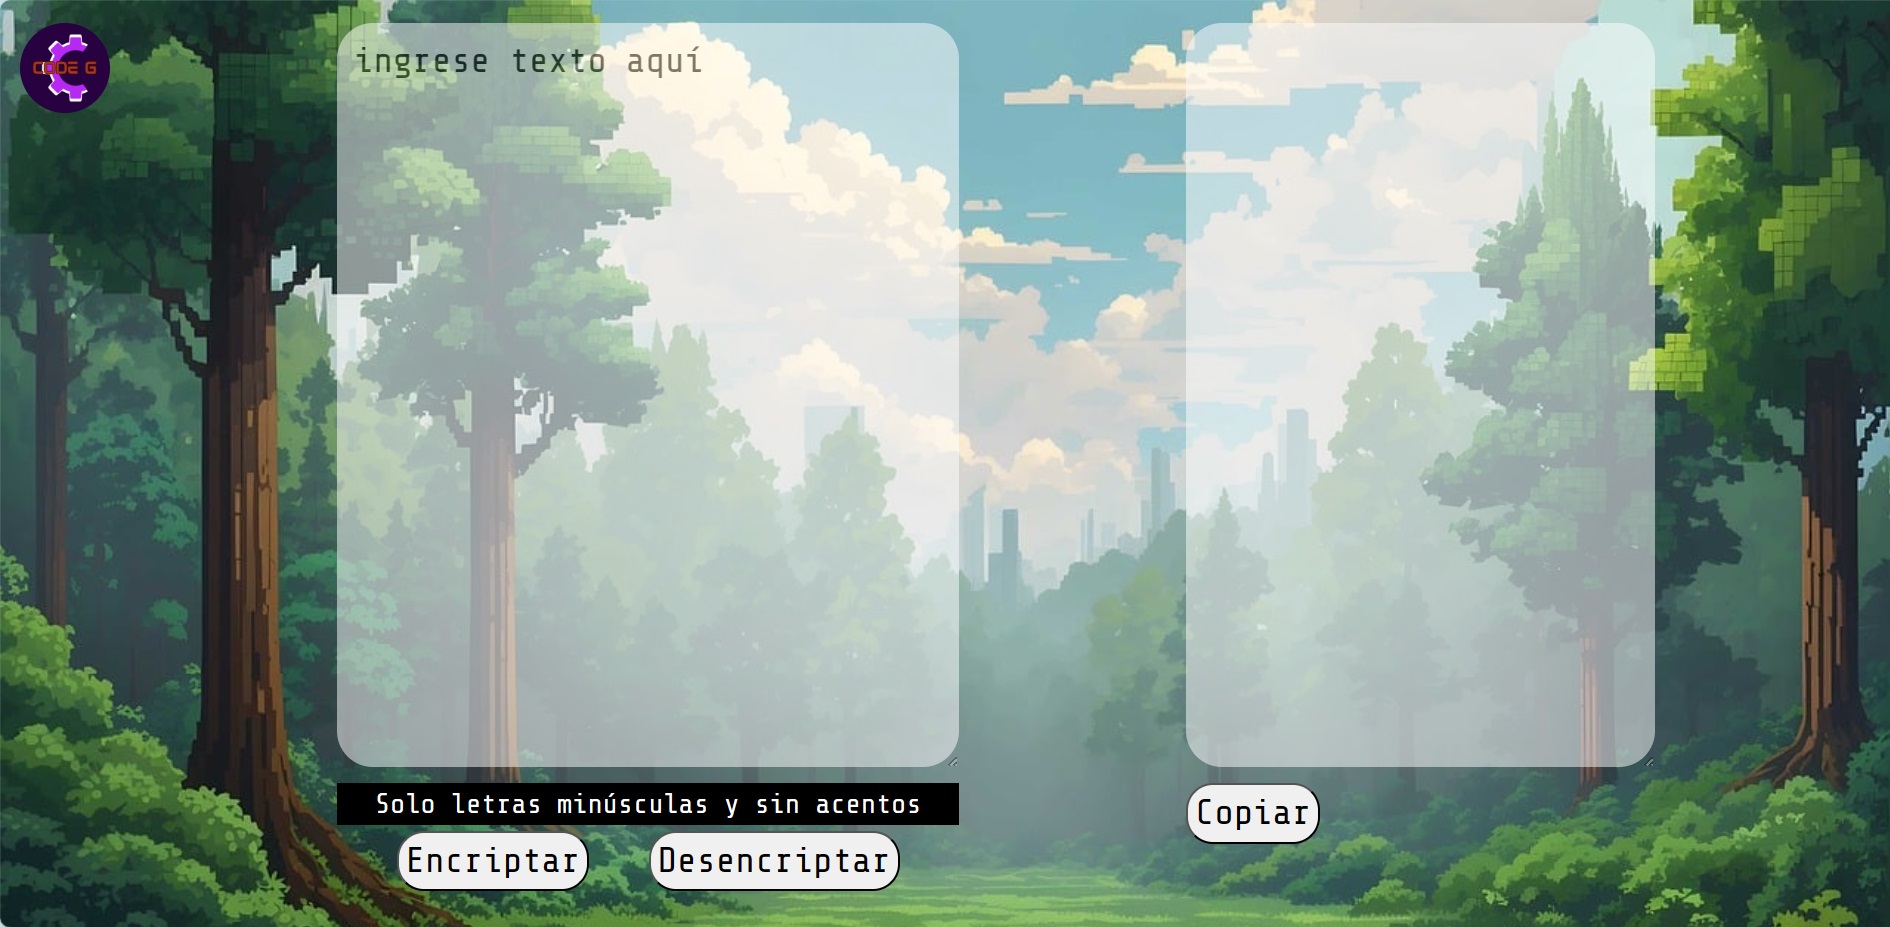 CODE G
ingrese texto aquí
Solo letras minúsculas y sin acentos
Encriptar
Desencriptar
Copiar